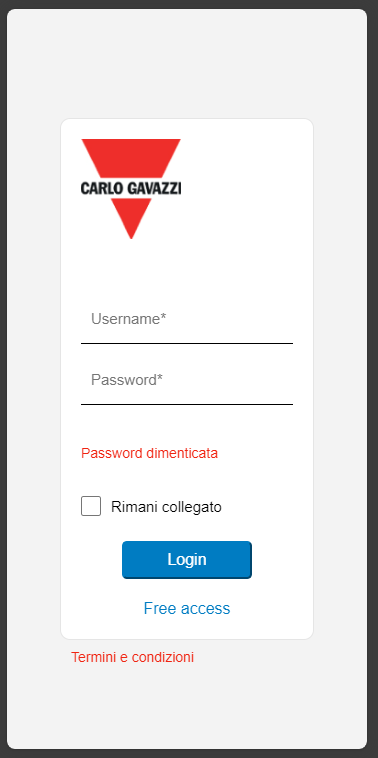 CARLO GAVAZZI
Username*
Password*
Password dimenticata
Rimani collegato
Login
Free access
Termini e condizioni